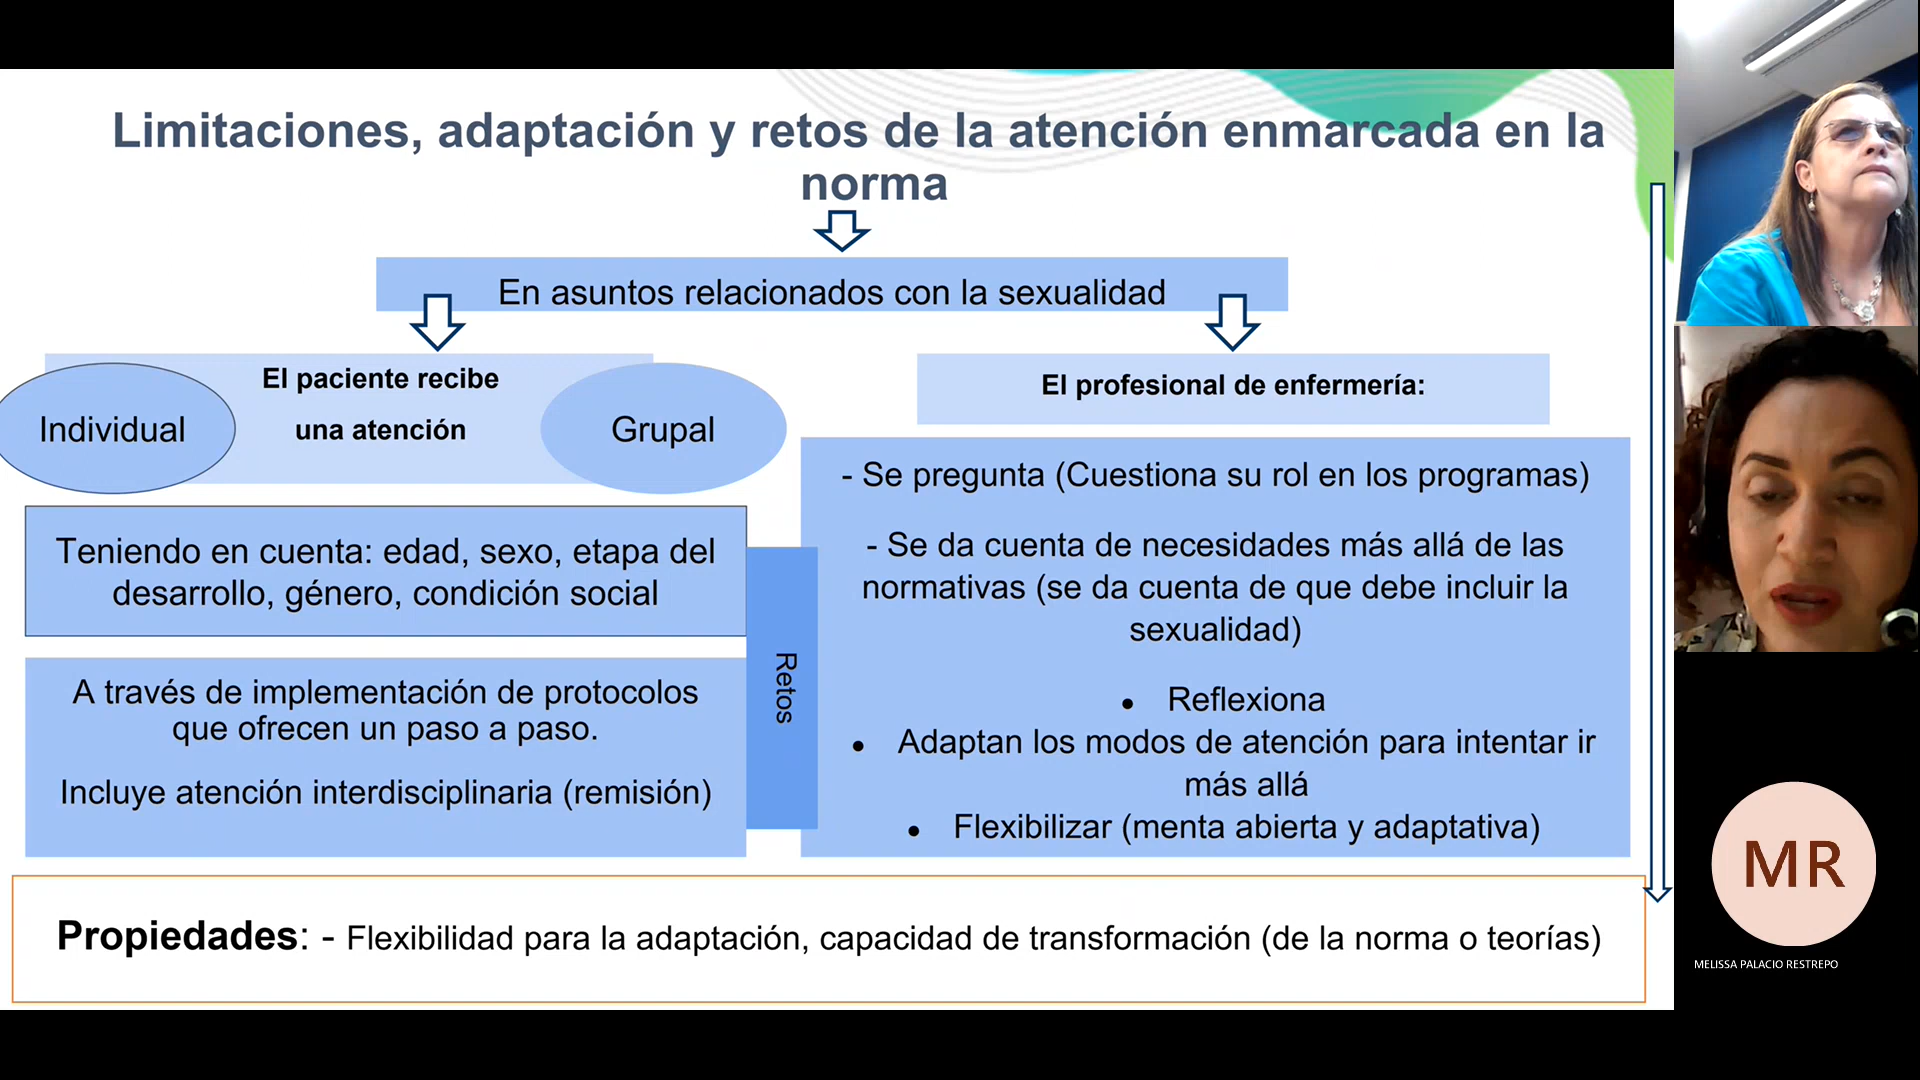 Limitaciones, adaptación y retos de la atención enmarcada en la
norma
En asuntos relacionados con la sexualidad
Individual
El paciente recibe
una atención
Grupal
Teniendo en cuenta: edad, sexo, etapa del
desarrollo, género, condición social
A través de implementación de protocolos
que ofrecen un paso a paso.
Incluye atención interdisciplinaria (remisión)
Retos
El profesional de enfermería:
- Se pregunta (Cuestiona su rol en los programas)
- Se da cuenta de necesidades más allá de las
normativas (se da cuenta de que debe incluir la
sexualidad)
● Reflexiona
● Adaptan los modos de atención para intentar ir
más allá
● Flexibilizar (menta abierta y adaptativa)
Propiedades: - Flexibilidad para la adaptación, capacidad de transformación (de la norma o teorías)
MR
MELISSA PALACIO RESTREPO